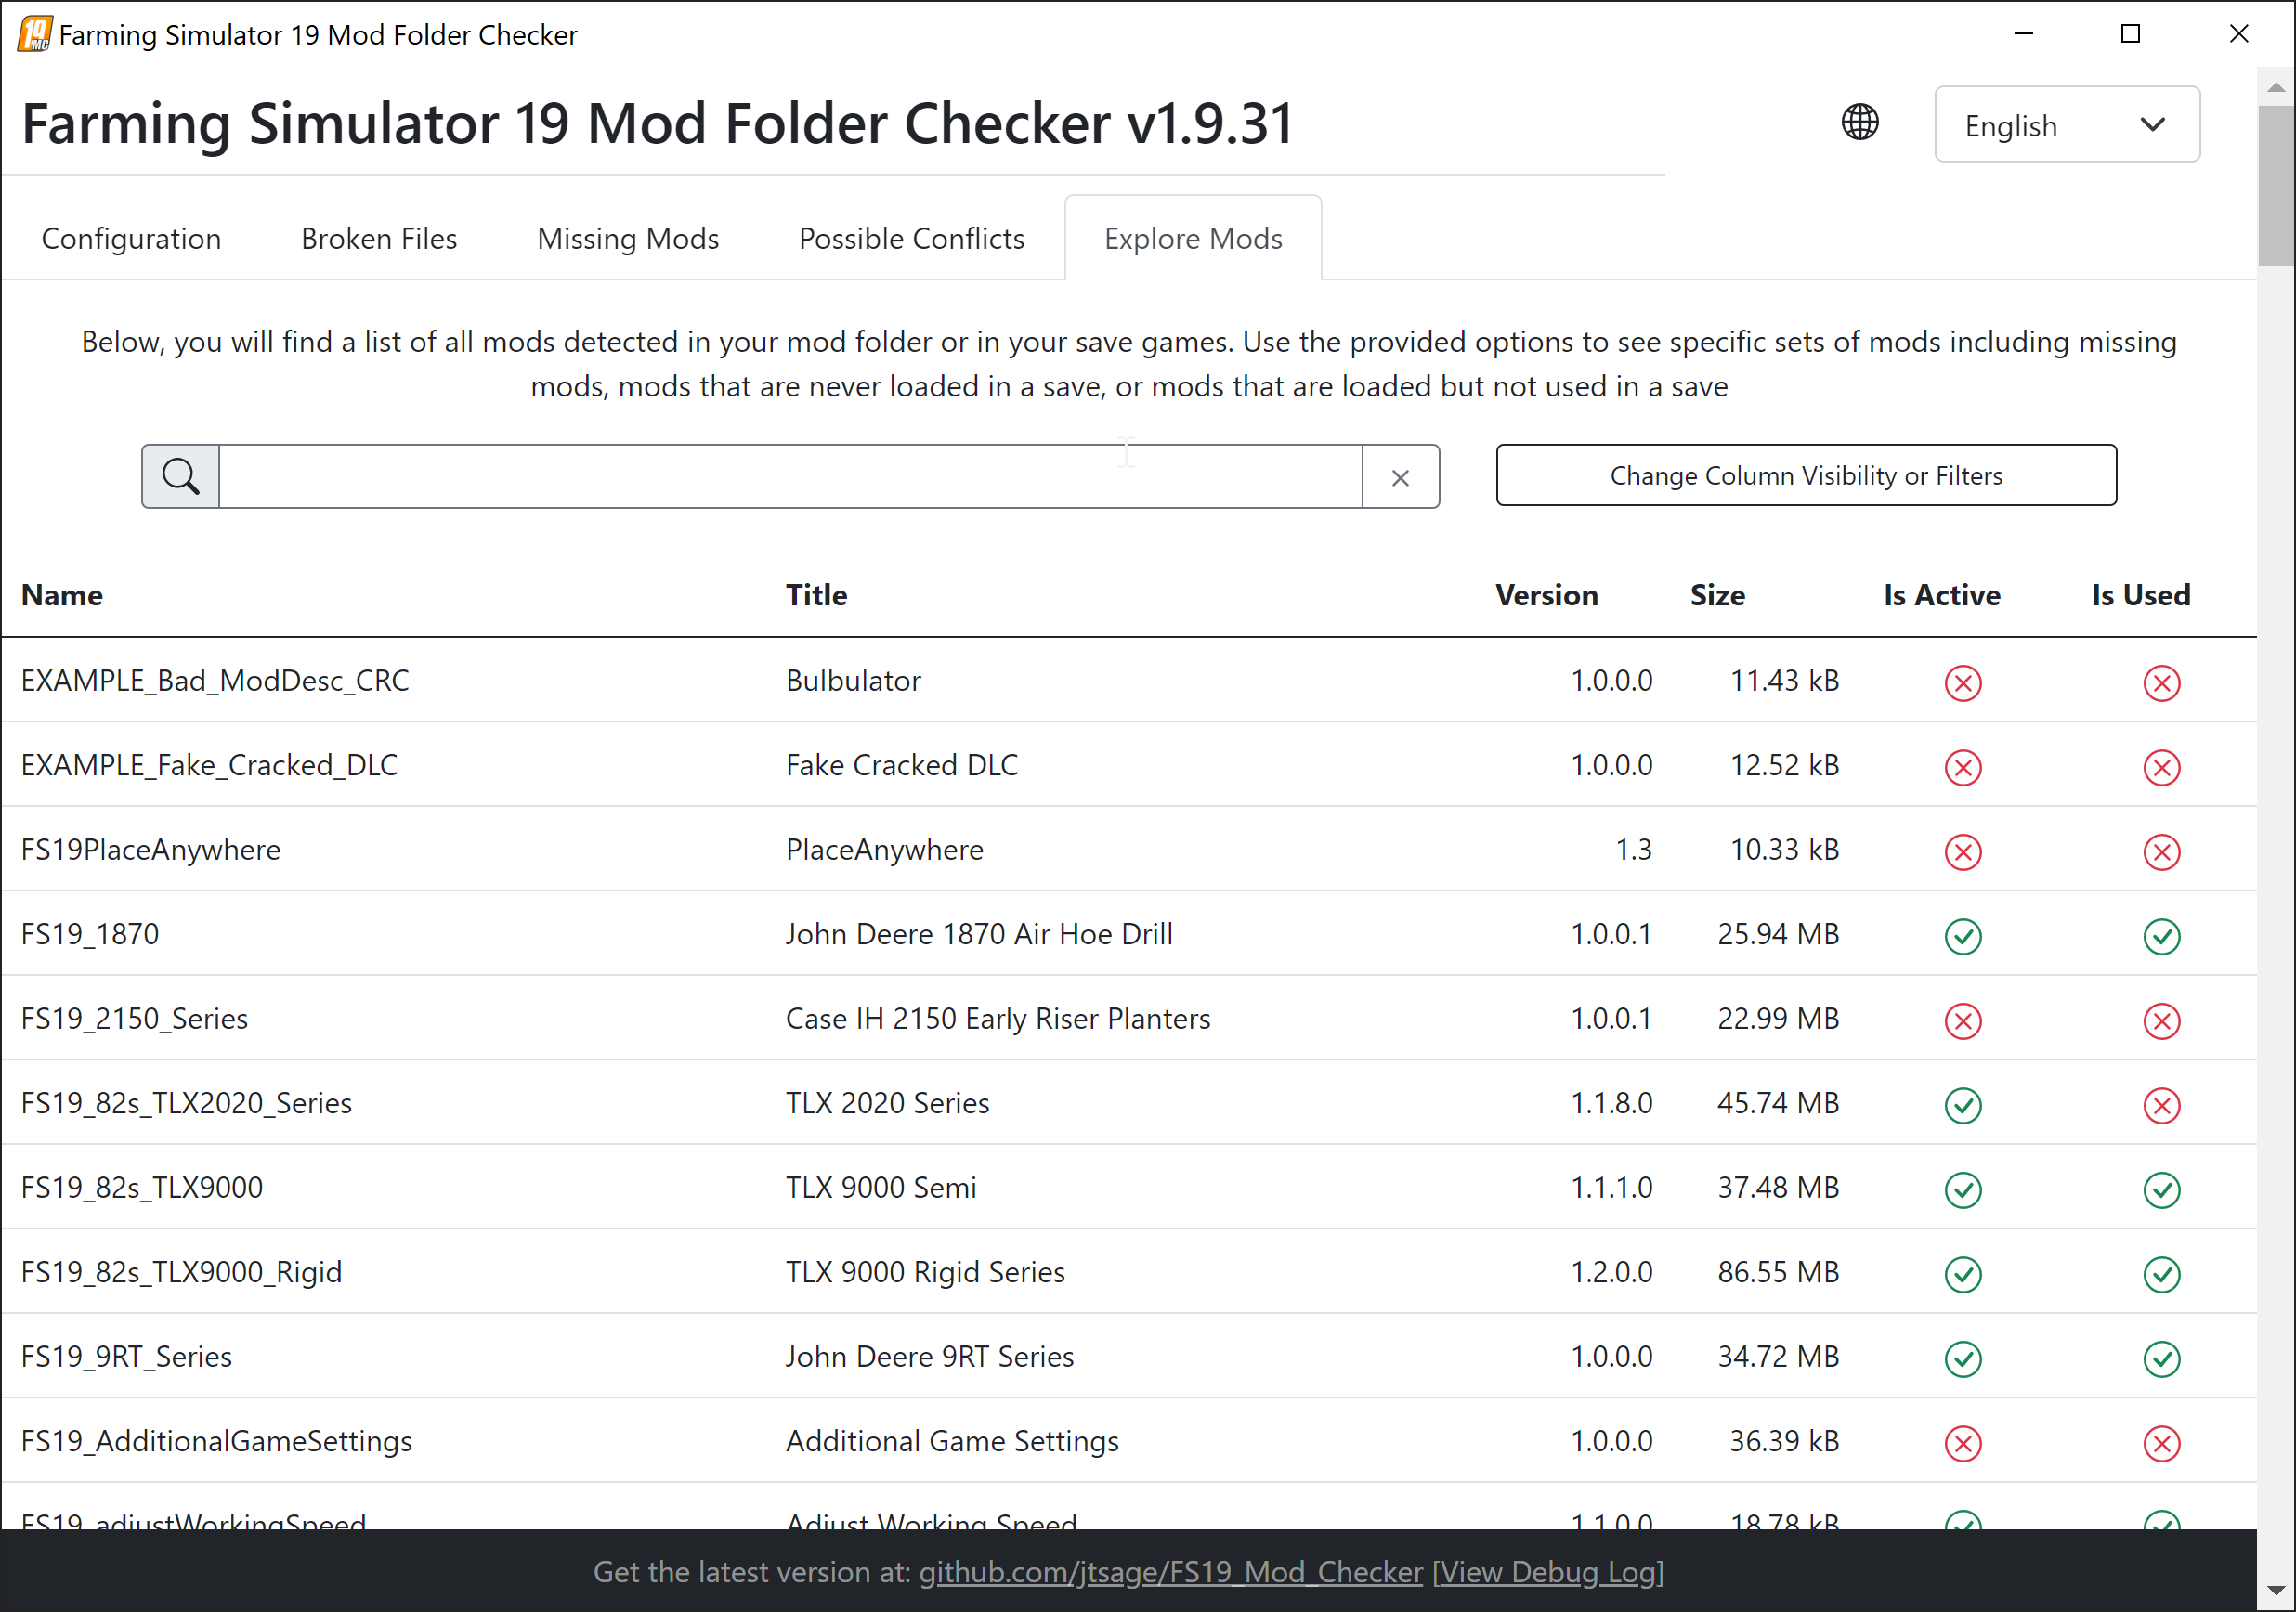 19 MC Farming Simulator 19 Mod Folder Checker
Farming Simulator 19 Mod Folder Checker v1.9.31 English
Configuration Broken Files Missing Mods Possible Conflicts Explore Mods
Below, you will find a list of all mods detected in your mod folder or in your save games. Use the provided options to see specific sets of mods including missing
mods, mods that are never loaded in a save, or mods that are loaded but not used in a save
Change Column Visibility or Filters
Name Title Version Size Is Active Is Used
EXAMPLE_Bad_ModDesc_CRC Bulbulator 1.0.0.0 11.43 kB
EXAMPLE_Fake_Cracked_DLC Fake Cracked DLC 1.0.0.0 12.52 kB
FS19PlaceAnywhere PlaceAnywhere 1.3 10.33 kB
FS19_1870 John Deere 1870 Air Hoe Drill 1.0.0.1 25.94 MB
FS19_2150_Series Case IH 2150 Early Riser Planters 1.0.0.1 22.99 MB
FS19_82s_TLX2020_Series TLX 2020 Series 1.1.8.0 45.74 MB
FS19_82s_TLX9000 TLX 9000 Semi 1.1.1.0 37.48 MB
FS19_82s_TLX9000_Rigid TLX 9000 Rigid Series 1.2.0.0 86.55 MB
FS19_9RT_Series John Deere 9RT Series 1.0.0.0 34.72 MB
FS19_AdditionalGameSettings Additional Game Settings 1.0.0.0 36.39 kB
FS19_adjustWorkingSpeed Adjust Working Speed 1.1.0.0 18.78 kB
Get the latest version at: github.com/jtsage/FS19_Mod_Checker [View Debug Log]